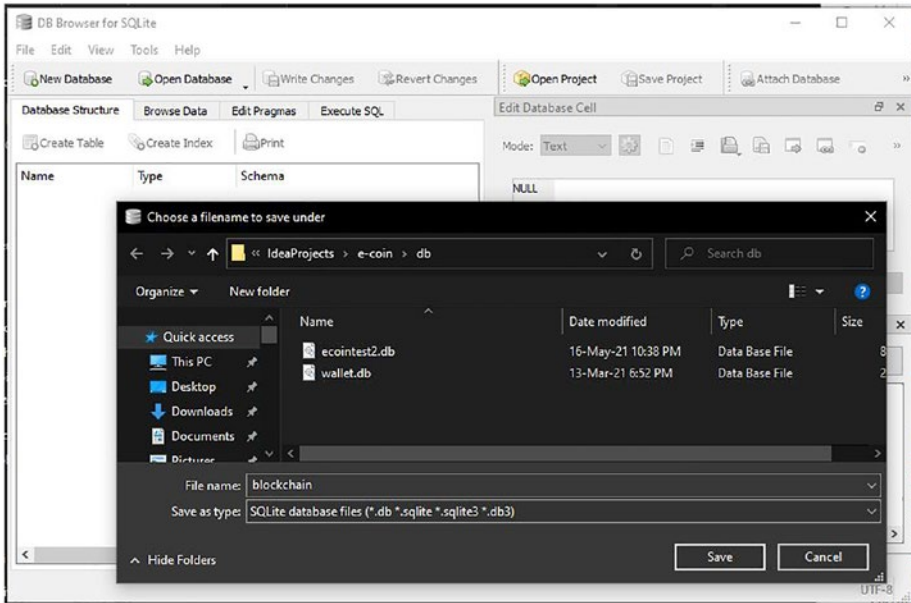 DB Browser for SQLite
File Edit View Tools Help
New Database Open Database Write Changes Revert Changes Open Project Save Project Attach Database »
Database Structure Browse Data Edit Pragmas Execute SQL Edit Database Cell
Create Table Create Index Print Mode: Text »
Name Type Schema
NULL
Choose a filename to save under
« IdeaProjects › e-coin › db Search db
Organize New folder
Name Date modified Type Size
Quick access
This PC ecointest2.db 16-May-21 10:38 PM Data Base File 8
Desktop wallet.db 13-Mar-21 6:52 PM Data Base File 2
Downloads
Documents
Pictures
File name: blockchain
Save as type: SQLite database files (*.db *.sqlite *.sqlite3 *.db3)
Hide Folders Save Cancel
UTF-8